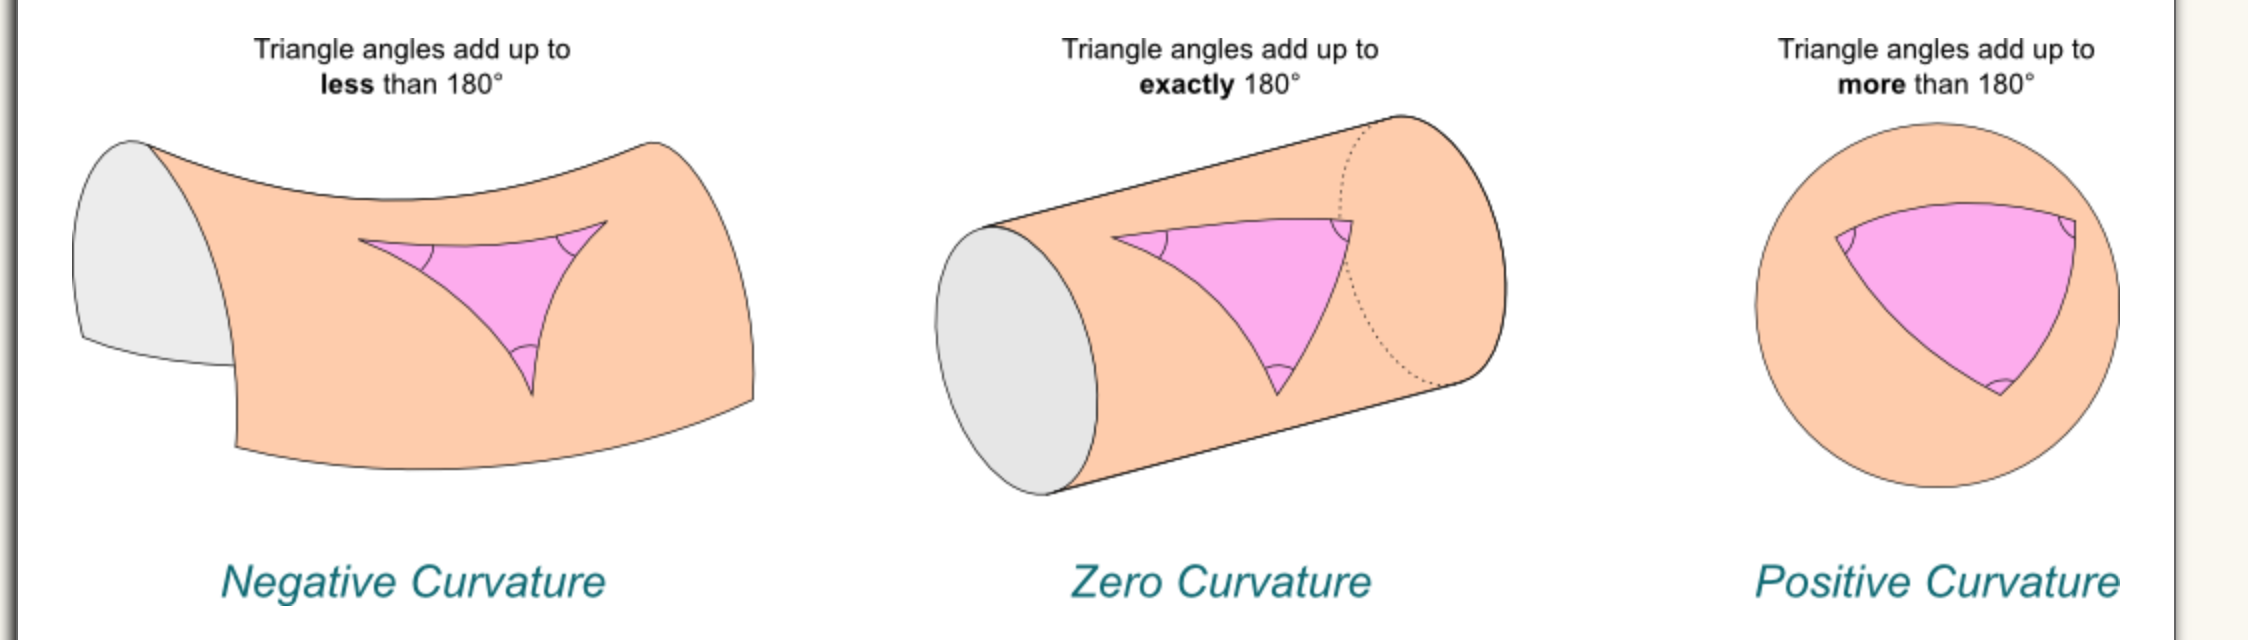 Triangle angles add up to
less than 180°
Triangle angles add up to
exactly 180°
Triangle angles add up to
more than 180°
Negative Curvature
Zero Curvature
Positive Curvature